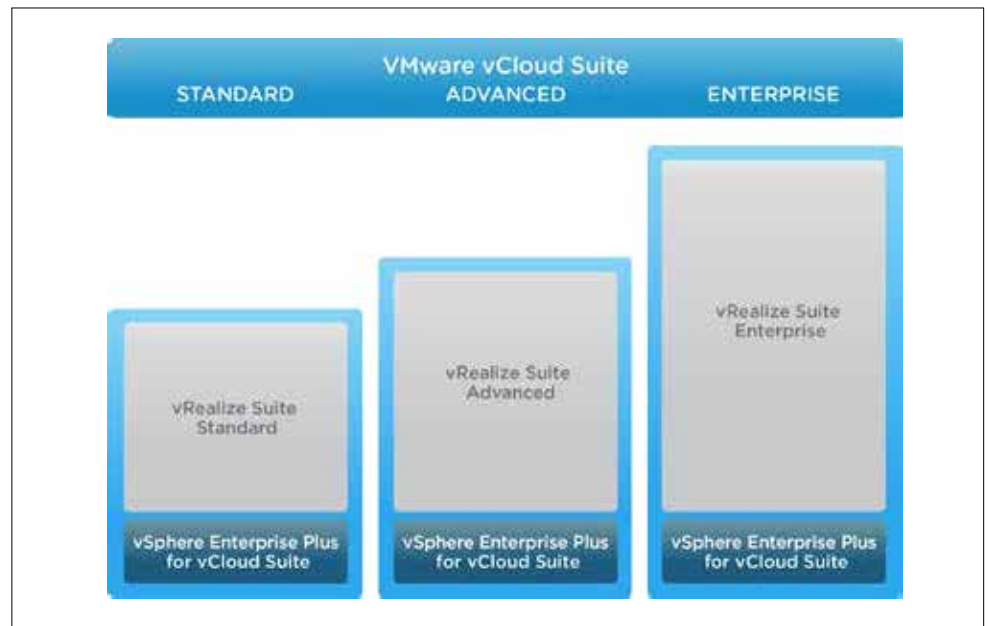 VMware vCloud Suite
STANDARD
ADVANCED
ENTERPRISE
vRealize Suite
Standard
vSphere Enterprise Plus
for vCloud Suite
vRealize Suite
Advanced
vSphere Enterprise Plus
for vCloud Suite
vRealize Suite
Enterprise
vSphere Enterprise Plus
for vCloud Suite